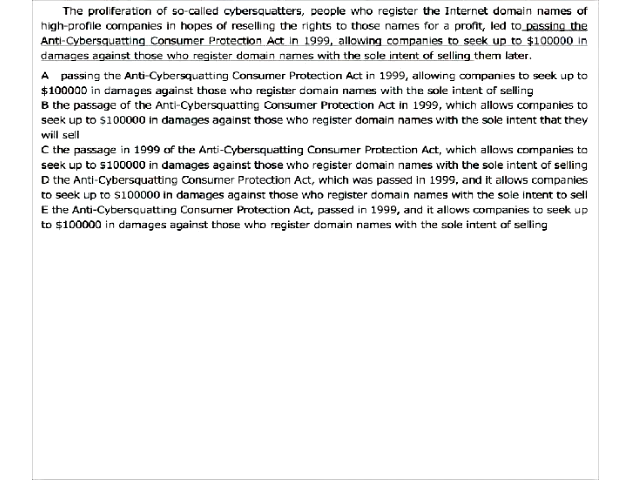 The proliferation of so-called cybersquatters, people who register the Internet domain names of
high-profile companies in hopes of reselling the rights to those names for a profit, led to passing the
Anti-Cybersquatting Consumer Protection Act in 1999, allowing companies to seek up to $100000 in
damages against those who register domain names with the sole intent of selling them later.
A passing the Anti-Cybersquatting Consumer Protection Act in 1999, allowing companies to seek up to
$100000 in damages against those who register domain names with the sole intent of selling
B the passage of the Anti-Cybersquatting Consumer Protection Act in 1999, which allows companies to
seek up to $100000 in damages against those who register domain names with the sole intent that they
will sell
C the passage in 1999 of the Anti-Cybersquatting Consumer Protection Act, which allows companies to
seek up to $100000 in damages against those who register domain names with the sole intent of selling
D the Anti-Cybersquatting Consumer Protection Act, which was passed in 1999, and it allows companies
to seek up to $100000 in damages against those who register domain names with the sole intent to sell
E the Anti-Cybersquatting Consumer Protection Act, passed in 1999, and it allows companies to seek up
to $100000 in damages against those who register domain names with the sole intent of selling